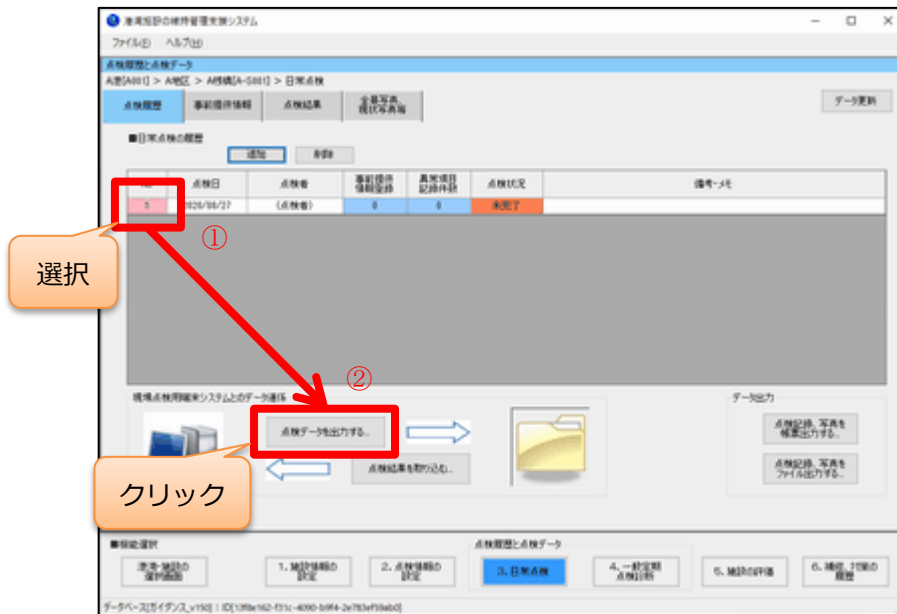 港湾施設の維持管理支援システム
ファイル(F) ヘルプ(H)
点検履歴と点検データ
A港[A001] > A地区 > A桟橋[A-S001] > 日常点検
点検履歴 事前提供情報 点検結果 全景写真、現状写真等 データ更新
■日常点検の履歴
追加 削除
点検日 点検者 事前提供情報登録 異常項目記録件数 点検状況 備考・メモ
1 2020/08/27 (点検者) 0 0 未完了
①
選択
②
現場点検用端末システムとのデータ連係 データ出力
点検データを出力する...
点検記録、写真を帳票出力する...
クリック
点検結果を取り込む...
点検記録、写真をファイル出力する...
■機能選択 点検履歴と点検データ
港湾・施設の選択画面 1. 施設情報の設定 2. 点検情報の設定 3. 日常点検 4. 一般定期点検診断 5. 施設の評価 6. 補修、対策の履歴